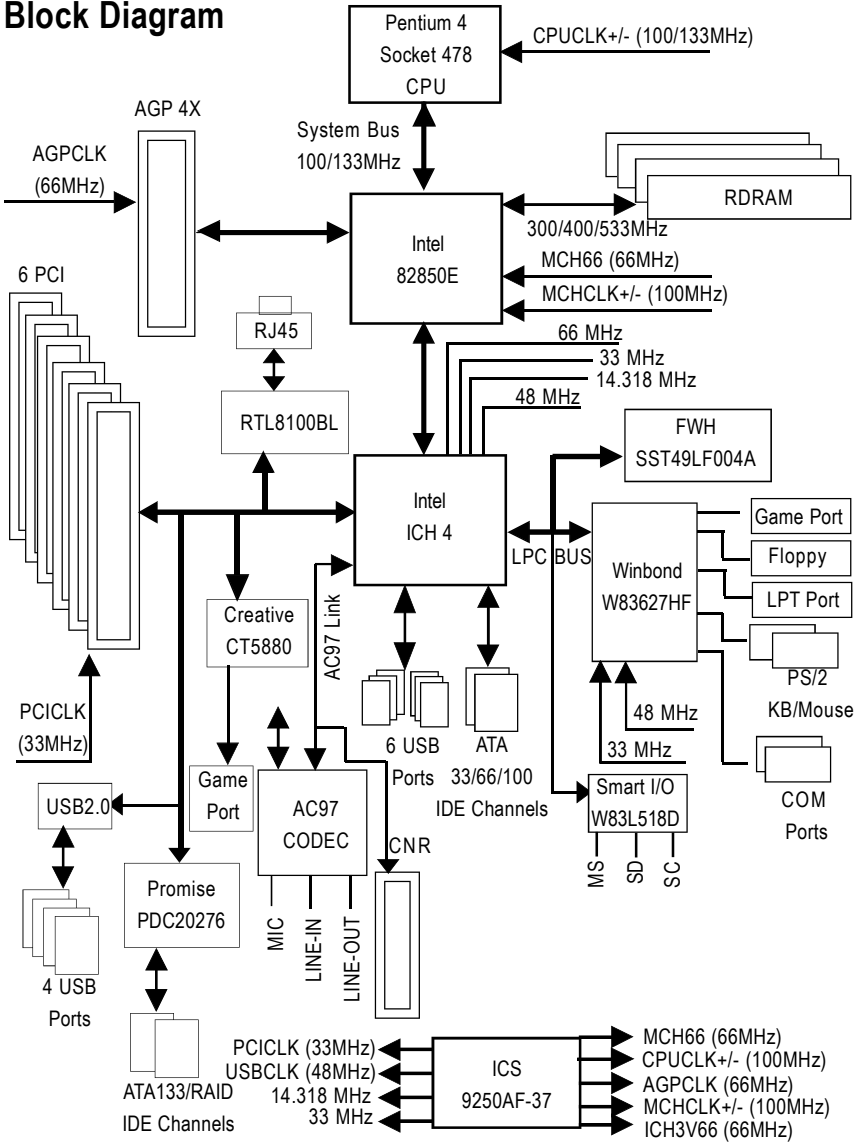 Block Diagram
Pentium 4
Socket 478
CPU
CPUCLK+/- (100/133MHz)
AGP 4X
System Bus
100/133MHz
AGPCLK
(66MHz)
RDRAM
300/400/533MHz
Intel
82850E
MCH66 (66MHz)
MCHCLK+/- (100MHz)
6 PCI
RJ45
66 MHz
33 MHz
14.318 MHz
48 MHz
RTL8100BL
FWH
SST49LF004A
Intel
ICH 4
LPC BUS
Winbond
W83627HF
Game Port
Floppy
LPT Port
PS/2
KB/Mouse
48 MHz
33 MHz
COM
Ports
Creative
CT5880
AC97 Link
6 USB
Ports
ATA
33/66/100
IDE Channels
PCICLK
(33MHz)
Game
Port
AC97
CODEC
CNR
Smart I/O
W83L518D
MS
SD
SC
USB2.0
Promise
PDC20276
MIC
LINE-IN
LINE-OUT
4 USB
Ports
ATA133/RAID
IDE Channels
PCICLK (33MHz)
USBCLK (48MHz)
14.318 MHz
33 MHz
ICS
9250AF-37
MCH66 (66MHz)
CPUCLK+/- (100MHz)
AGPCLK (66MHz)
MCHCLK+/- (100MHz)
ICH3V66 (66MHz)